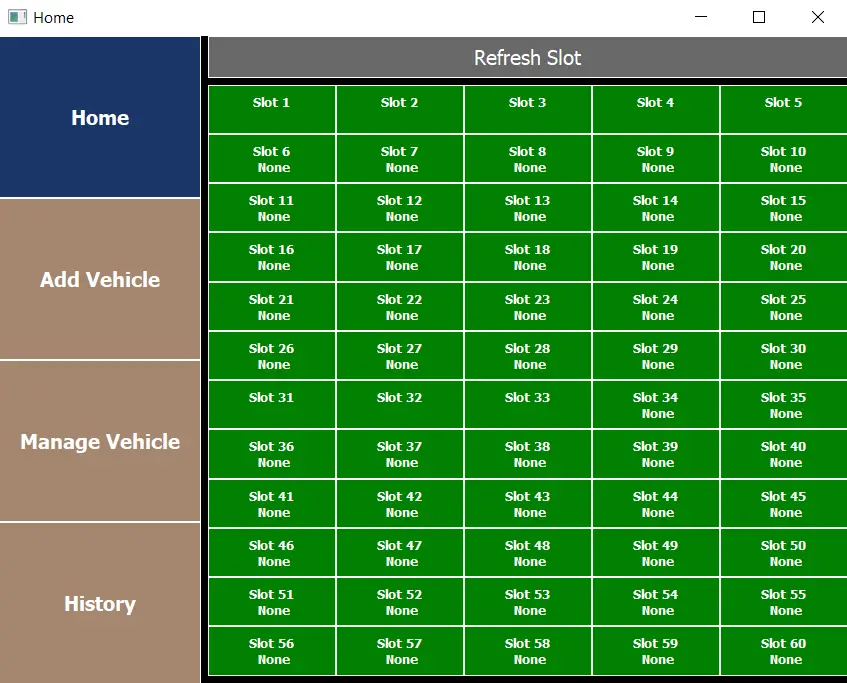 Home
Refresh Slot
Home
Add Vehicle
Manage Vehicle
History
Slot 1
Slot 2
Slot 3
Slot 4
Slot 5
Slot 6
None
Slot 7
None
Slot 8
None
Slot 9
None
Slot 10
None
Slot 11
None
Slot 12
None
Slot 13
None
Slot 14
None
Slot 15
None
Slot 16
None
Slot 17
None
Slot 18
None
Slot 19
None
Slot 20
None
Slot 21
None
Slot 22
None
Slot 23
None
Slot 24
None
Slot 25
None
Slot 26
None
Slot 27
None
Slot 28
None
Slot 29
None
Slot 30
None
Slot 31
Slot 32
Slot 33
Slot 34
None
Slot 35
None
Slot 36
None
Slot 37
None
Slot 38
None
Slot 39
None
Slot 40
None
Slot 41
None
Slot 42
None
Slot 43
None
Slot 44
None
Slot 45
None
Slot 46
None
Slot 47
None
Slot 48
None
Slot 49
None
Slot 50
None
Slot 51
None
Slot 52
None
Slot 53
None
Slot 54
None
Slot 55
None
Slot 56
None
Slot 57
None
Slot 58
None
Slot 59
None
Slot 60
None